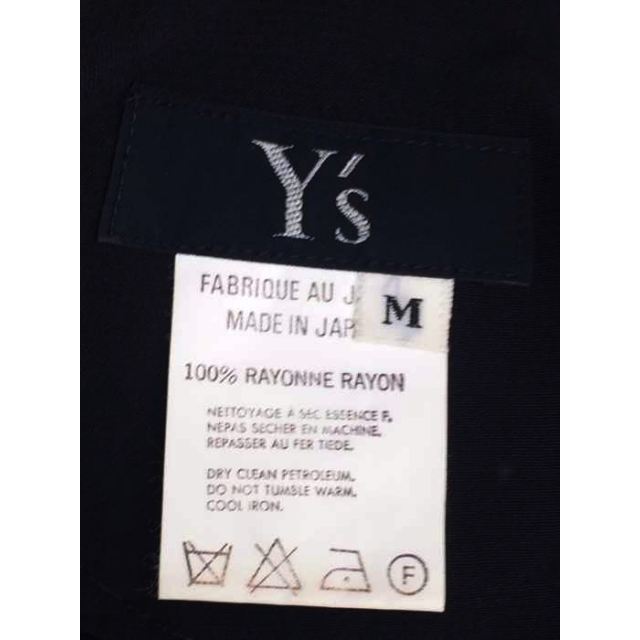 Y's
FABRIQUE AU J
M
MADE IN JAP
100% RAYONNE RAYON
NETTOYAGE A SEC ESSENCE F.
NEPAS SECHER EN MACHINE.
REPASSER AU FER TIEDE.
DRY CLEAN PETROLEUM.
DO NOT TUMBLE WARM.
COOL IRON.
F